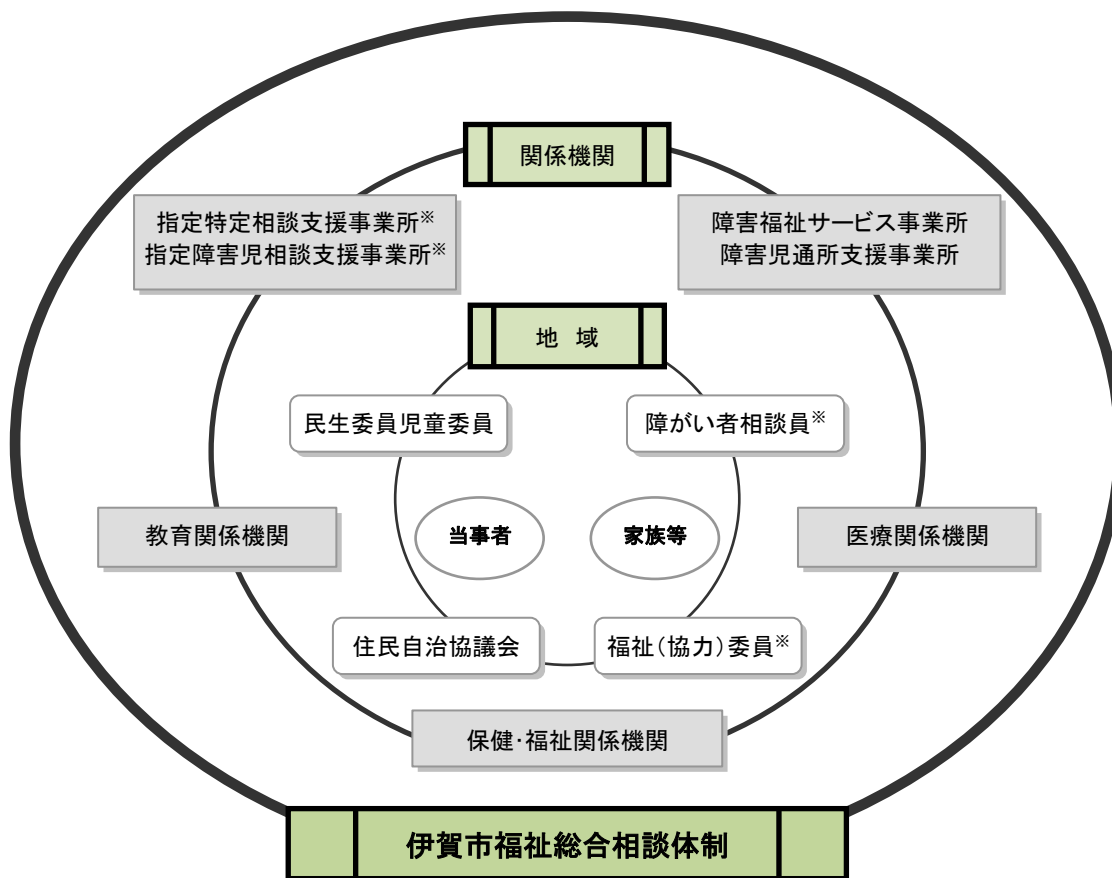 関係機関
指定特定相談支援事業所※
指定障害児相談支援事業所※
障害福祉サービス事業所
障害児通所支援事業所
地 域
民生委員児童委員
障がい者相談員※
教育関係機関
当事者
家族等
医療関係機関
住民自治協議会
福祉（協力）委員※
保健・福祉関係機関
伊賀市福祉総合相談体制